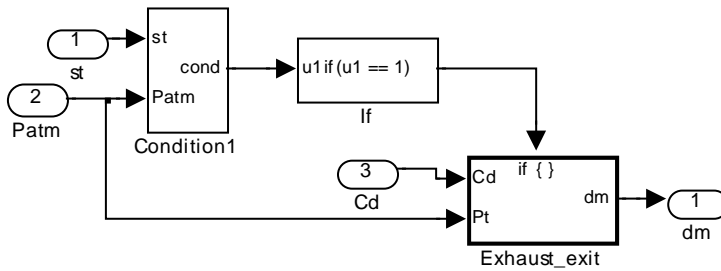 1
st
st
cond
Patm
Condition1
2
Patm
u1 if(u1 == 1)
If
3
Cd
if { }
Cd
dm
Pt
Exhaust_exit
1
dm